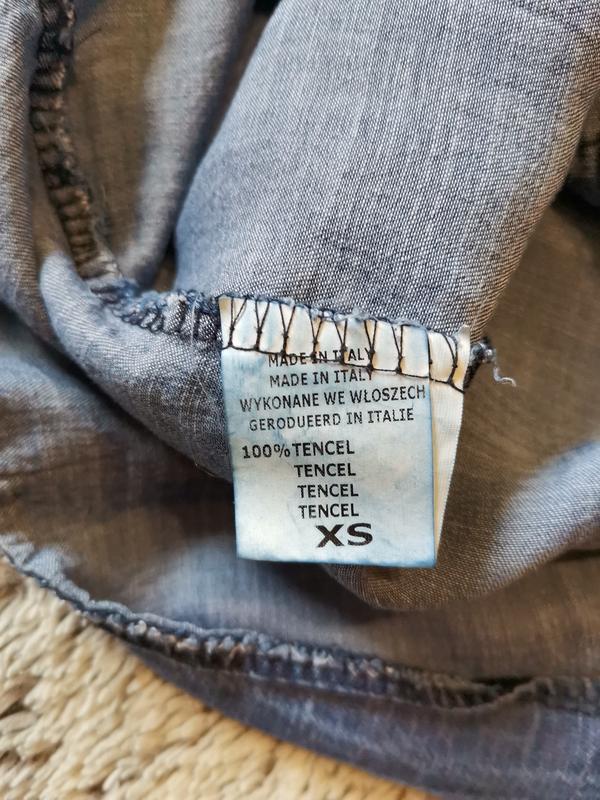 MADE IN ITALY
MADE IN ITALY
WYKONANE WE WŁOSZECH
GERODUEERD IN ITALIE
100%TENCEL
TENCEL
TENCEL
TENCEL
XS